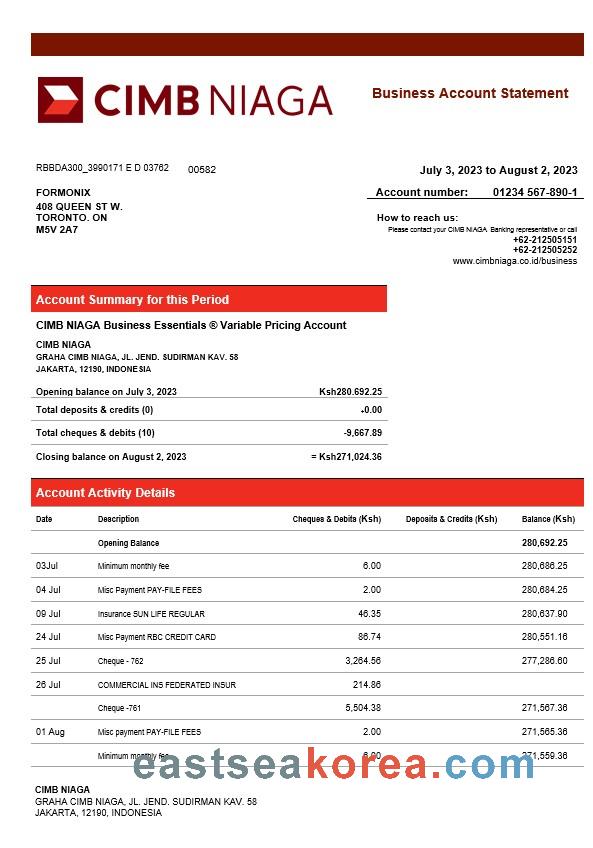 CIMB NIAGA
Business Account Statement
RBBDA300_3990171 E D 03762 00582
July 3, 2023 to August 2, 2023
FORMONIX
Account number: 01234 567-890-1
408 QUEEN ST W.
TORONTO. ON
M5V 2A7
How to reach us:
Please contact your CIMB NIAGA Banking representative or call
+62-212505151
+62-212505252
www.cimbniaga.co.id/business
Account Summary for this Period
CIMB NIAGA Business Essentials ® Variable Pricing Account
CIMB NIAGA
GRAHA CIMB NIAGA, JL. JEND. SUDIRMAN KAV. 58
JAKARTA, 12190, INDONESIA
Opening balance on July 3, 2023 Ksh280.692.25
Total deposits & credits (0) +0.00
Total cheques & debits (10) -9,667.89
Closing balance on August 2, 2023 = Ksh271,024.36
Account Activity Details
Date Description Cheques & Debits (Ksh) Deposits & Credits (Ksh) Balance (Ksh)
Opening Balance 280,692.25
03Jul Minimum monthly fee 6.00 280,686.25
04 Jul Misc Payment PAY-FILE FEES 2.00 280,684.25
09 Jul Insurance SUN LIFE REGULAR 46.35 280,637.90
24 Jul Misc Payment RBC CREDIT CARD 86.74 280,551.16
25 Jul Cheque - 762 3,264.56 277,286.60
26 Jul COMMERCIAL INS FEDERATED INSUR 214.86
Cheque -761 5,504.38 271,567.36
01 Aug Misc payment PAY-FILE FEES 2.00 271,565.36
Minimum monthly fee 6.00 271,559.36
eastseakorea.com
CIMB NIAGA
GRAHA CIMB NIAGA, JL. JEND. SUDIRMAN KAV. 58
JAKARTA, 12190, INDONESIA